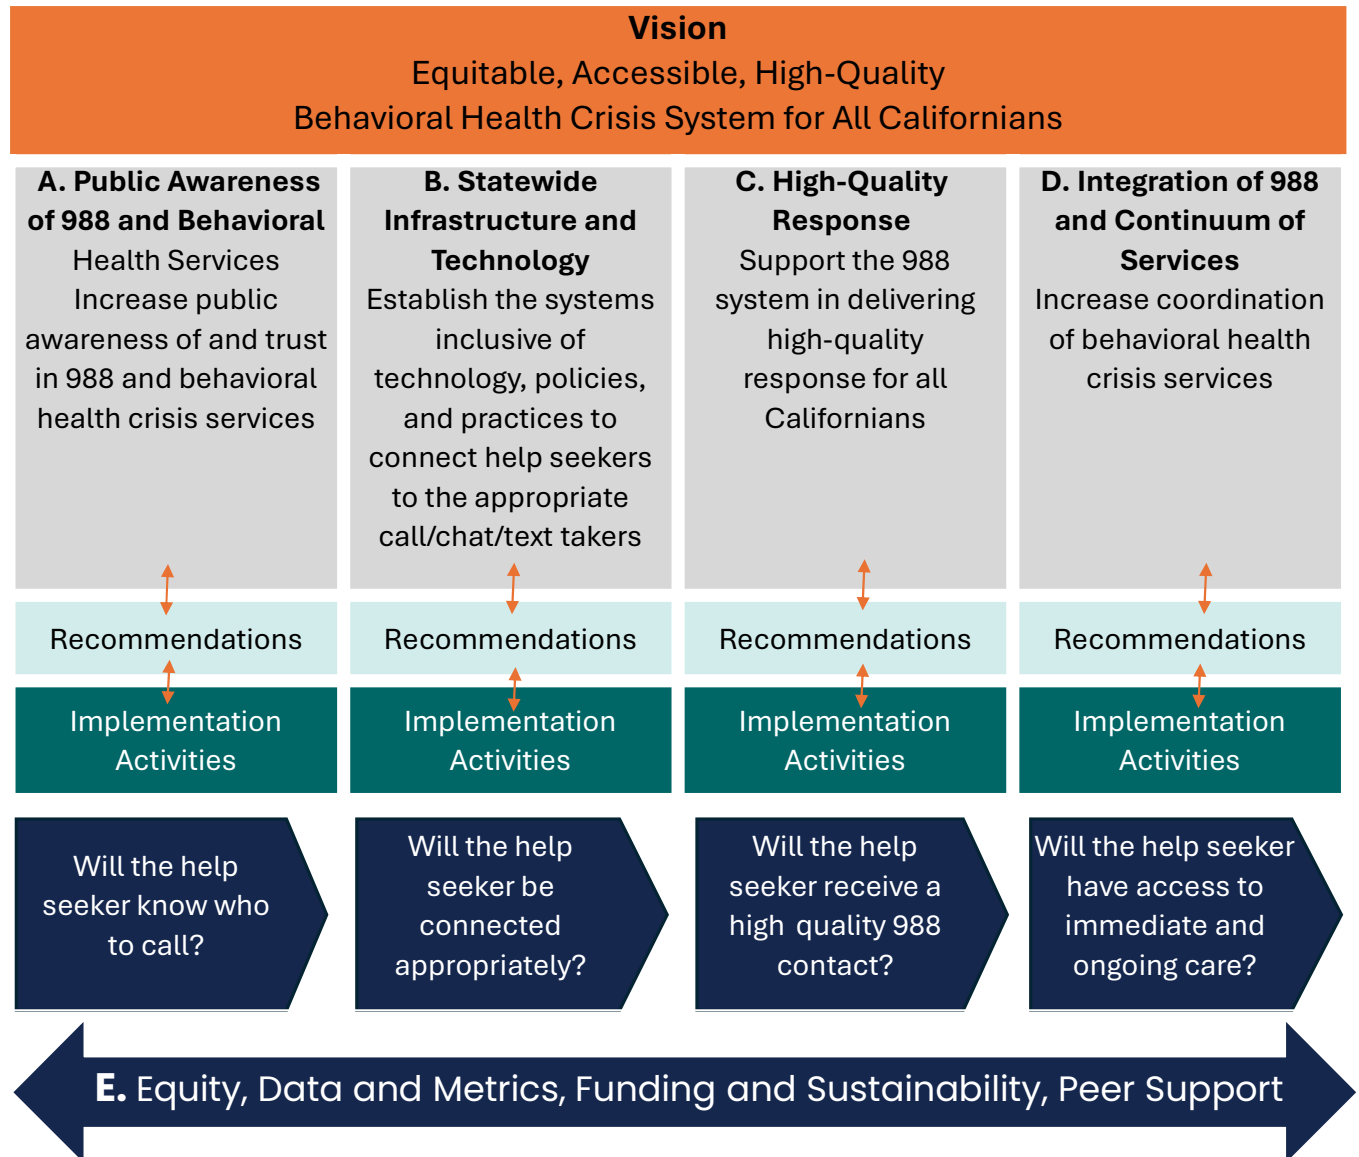 Vision
Equitable, Accessible, High-Quality
Behavioral Health Crisis System for All Californians
A. Public Awareness
of 988 and Behavioral
Health Services
Increase public
awareness of and trust
in 988 and behavioral
health crisis services
B. Statewide
Infrastructure and
Technology
Establish the systems
inclusive of
technology, policies,
and practices to
connect help seekers
to the appropriate
call/chat/text takers
C. High-Quality
Response
Support the 988
system in delivering
high-quality
response for all
Californians
D. Integration of 988
and Continuum of
Services
Increase coordination
of behavioral health
crisis services
Recommendations
Recommendations
Recommendations
Recommendations
Implementation
Activities
Implementation
Activities
Implementation
Activities
Implementation
Activities
Will the help
seeker know who
to call?
Will the help
seeker be
connected
appropriately?
Will the help
seeker receive a
high quality 988
contact?
Will the help seeker
have access to
immediate and
ongoing care?
E. Equity, Data and Metrics, Funding and Sustainability, Peer Support